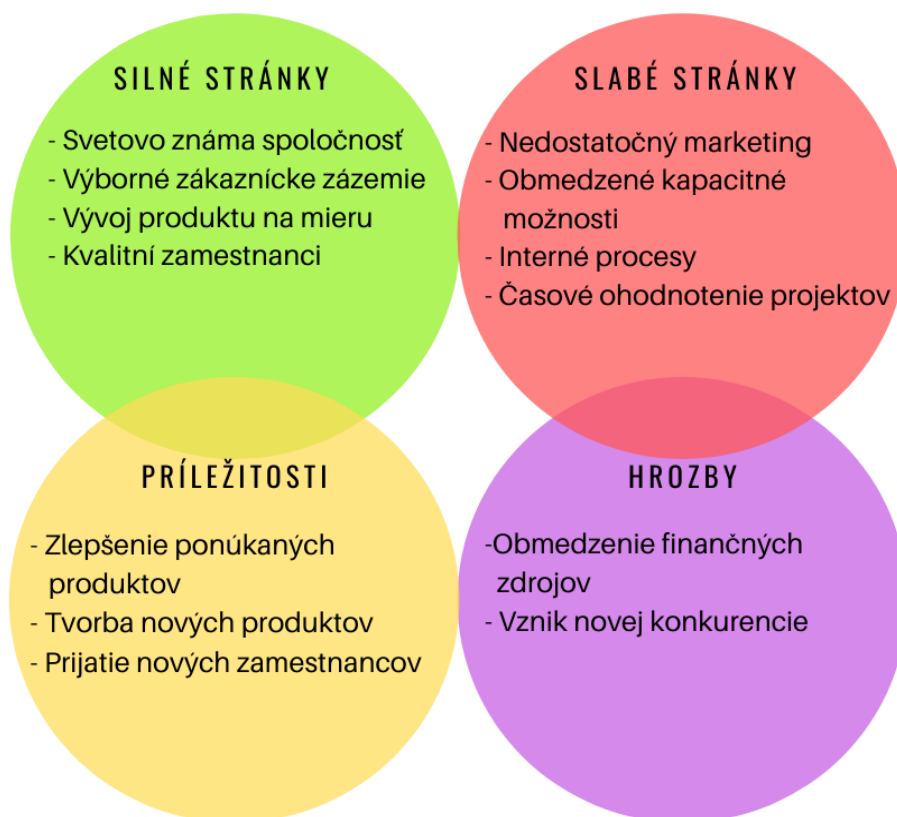 SILNÉ STRÁNKY
- Svetovo známa spoločnosť
- Výborné zákaznícke zázemie
- Vývoj produktu na mieru
- Kvalitní zamestnanci
SLABÉ STRÁNKY
- Nedostatočný marketing
- Obmedzené kapacitné
možnosti
- Interné procesy
- Časové ohodnotenie projektov
PRÍLEŽITOSTI
- Zlepšenie ponúkaných
produktov
- Tvorba nových produktov
- Prijatie nových zamestnancov
HROZBY
-Obmedzenie finančných
zdrojov
- Vznik novej konkurencie